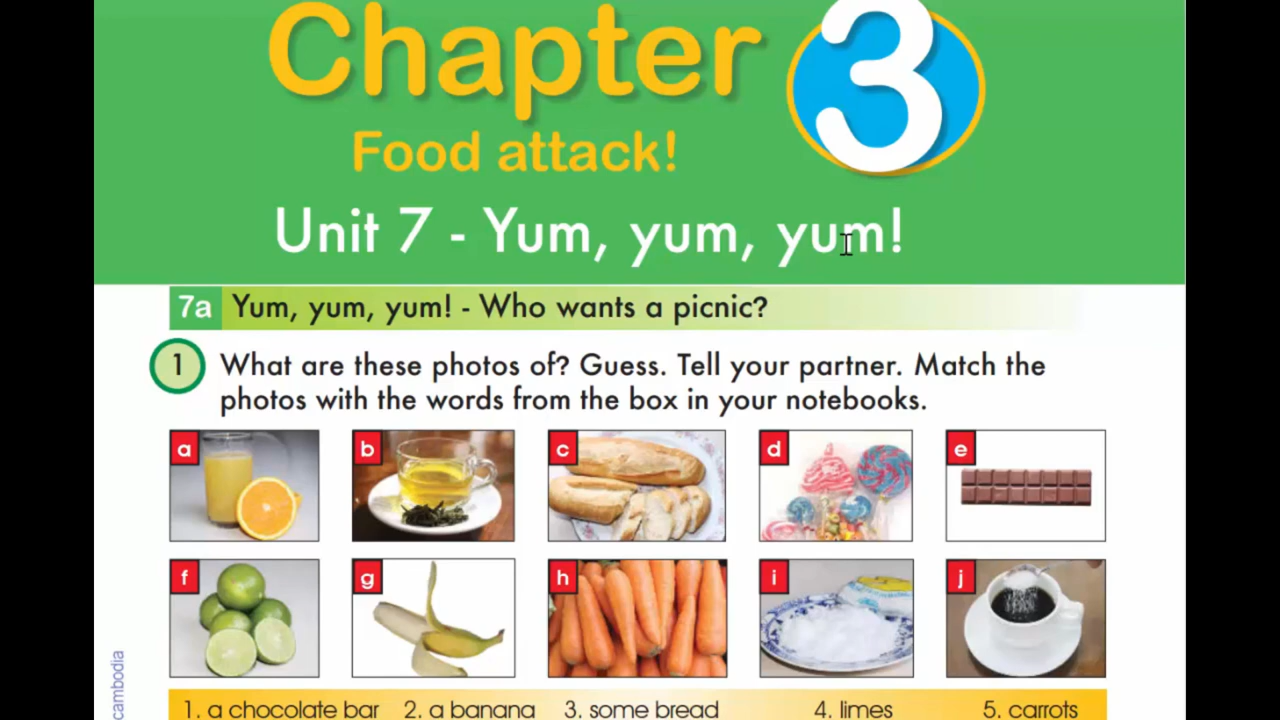 Chapter 3
Food attack!
Unit 7 - Yum, yum, yum!
7a Yum, yum, yum! - Who wants a picnic?
1 What are these photos of? Guess. Tell your partner. Match the
photos with the words from the box in your notebooks.
a b c d e
f g h i j
1. a chocolate bar 2. a banana 3. some bread 4. limes 5. carrots
cambodia